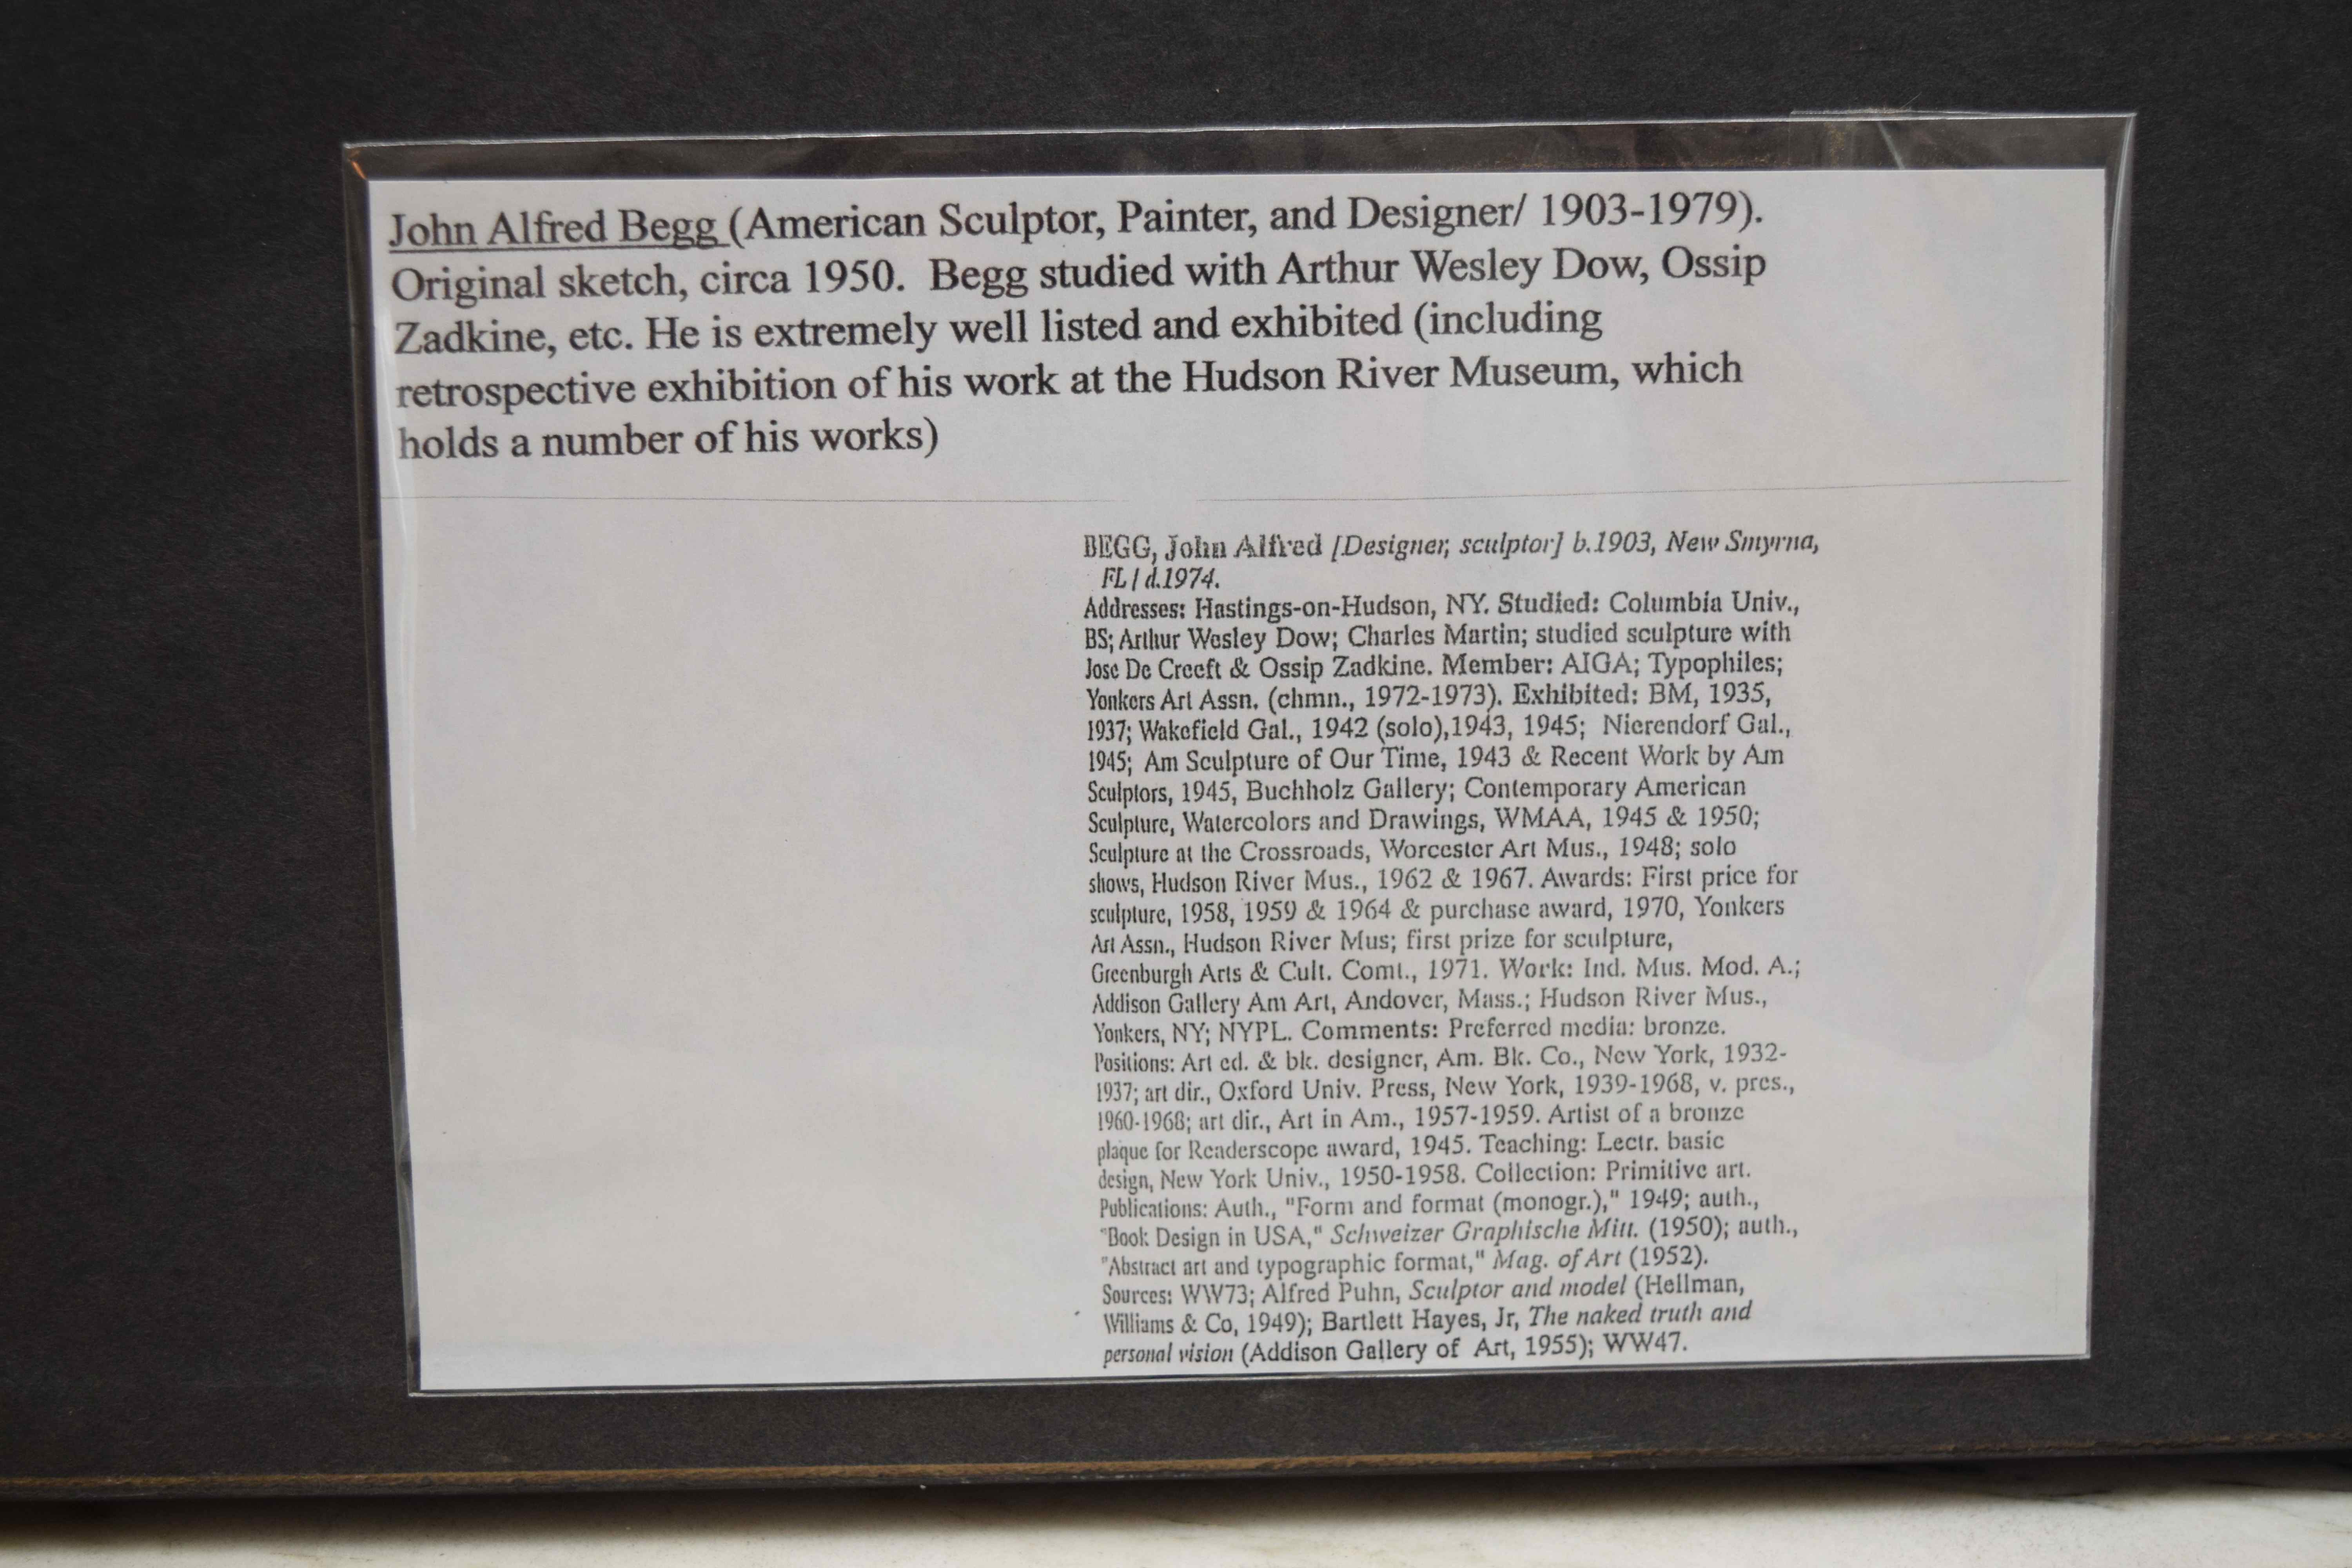 John Alfred Begg (American Sculptor, Painter, and Designer/ 1903-1979).
Original sketch, circa 1950. Begg studied with Arthur Wesley Dow, Ossip
Zadkine, etc. He is extremely well listed and exhibited (including
retrospective exhibition of his work at the Hudson River Museum, which
holds a number of his works)
BEGG, John Alfred [Designer, sculptor] b.1903, New Smyrna,
FL / d.1974.
Addresses: Hastings-on-Hudson, NY. Studied: Columbia Univ.,
BS; Arthur Wesley Dow; Charles Martin; studied sculpture with
Jose De Creeft & Ossip Zadkine. Member: AIGA; Typophiles;
Yonkers Art Assn. (chmn., 1972-1973). Exhibited: BM, 1935,
1937; Wakefield Gal., 1942 (solo),1943, 1945; Nierendorf Gal.,
1945; Am Sculpture of Our Time, 1943 & Recent Work by Am
Sculptors, 1945, Buchholz Gallery; Contemporary American
Sculpture, Watercolors and Drawings, WMAA, 1945 & 1950;
Sculpture at the Crossroads, Worcester Art Mus., 1948; solo
shows, Hudson River Mus., 1962 & 1967. Awards: First price for
sculpture, 1958, 1959 & 1964 & purchase award, 1970, Yonkers
Art Assn., Hudson River Mus; first prize for sculpture,
Greenburgh Arts & Cult. Comt., 1971. Work: Ind. Mus. Mod. A.;
Addison Gallery Am Art, Andover, Mass.; Hudson River Mus.,
Yonkers, NY; NYPL. Comments: Preferred media: bronze.
Positions: Art ed. & bk. designer, Am. Bk. Co., New York, 1932-
1937; art dir., Oxford Univ. Press, New York, 1939-1968, v. pres.,
1960-1968; art dir., Art in Am., 1957-1959. Artist of a bronze
plaque for Readerscope award, 1945. Teaching: Lectr. basic
design, New York Univ., 1950-1958. Collection: Primitive art.
Publications: Auth., "Form and format (monogr.)," 1949; auth.,
"Book Design in USA," Schweizer Graphische Mitt. (1950); auth.,
"Abstract art and typographic format," Mag. of Art (1952).
Sources: WW73; Alfred Puhn, Sculptor and model (Hellman,
Williams & Co, 1949); Bartlett Hayes, Jr, The naked truth and
personal vision (Addison Gallery of Art, 1955); WW47.